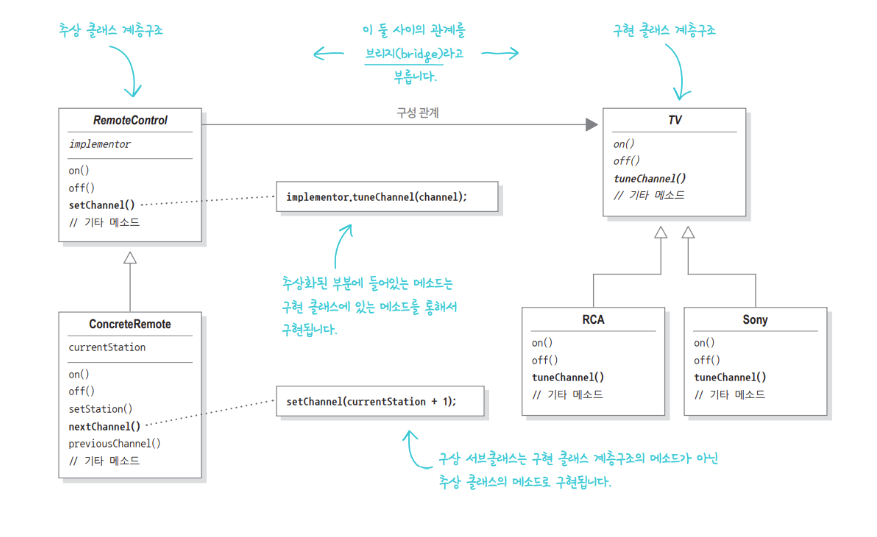 추상 클래스 계층구조
이 둘 사이의 관계를
브리지(bridge)라고
부릅니다.
구현 클래스 계층구조
RemoteControl
implementor
on()
off()
setChannel()
// 기타 메소드
구성 관계
TV
on()
off()
tuneChannel()
// 기타 메소드
implementor.tuneChannel(channel);
추상화된 부분에 들어있는 메소드는
구현 클래스에 있는 메소드를 통해서
구현됩니다.
ConcreteRemote
currentStation
on()
off()
setStation()
nextChannel()
previousChannel()
// 기타 메소드
setChannel(currentStation + 1);
RCA
on()
off()
tuneChannel()
// 기타 메소드
Sony
on()
off()
tuneChannel()
// 기타 메소드
구상 서브클래스는 구현 클래스 계층구조의 메소드가 아닌
추상 클래스의 메소드로 구현됩니다.